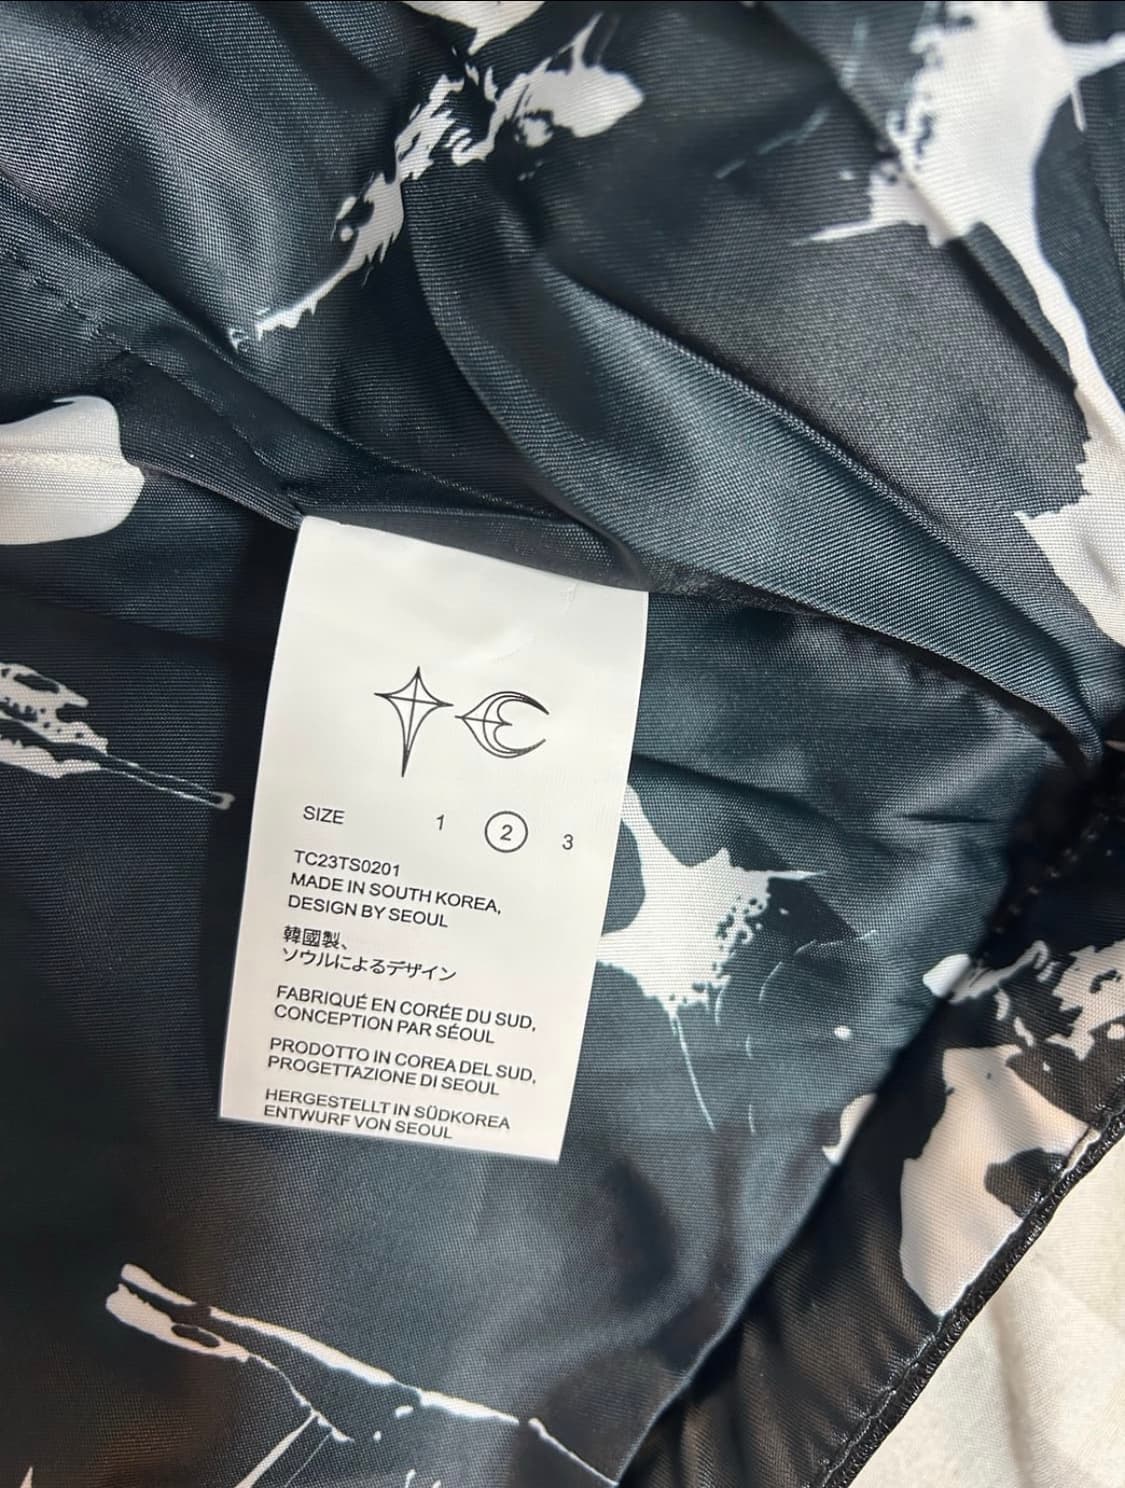 SIZE 1 2 3
TC23TS0201
MADE IN SOUTH KOREA,
DESIGN BY SEOUL
韓國製、
ソウルによるデザイン
FABRIQUÉ EN CORÉE DU SUD,
CONCEPTION PAR SÉOUL
PRODOTTO IN COREA DEL SUD,
PROGETTAZIONE DI SEOUL
HERGESTELLT IN SÜDKOREA
ENTWURF VON SEOUL